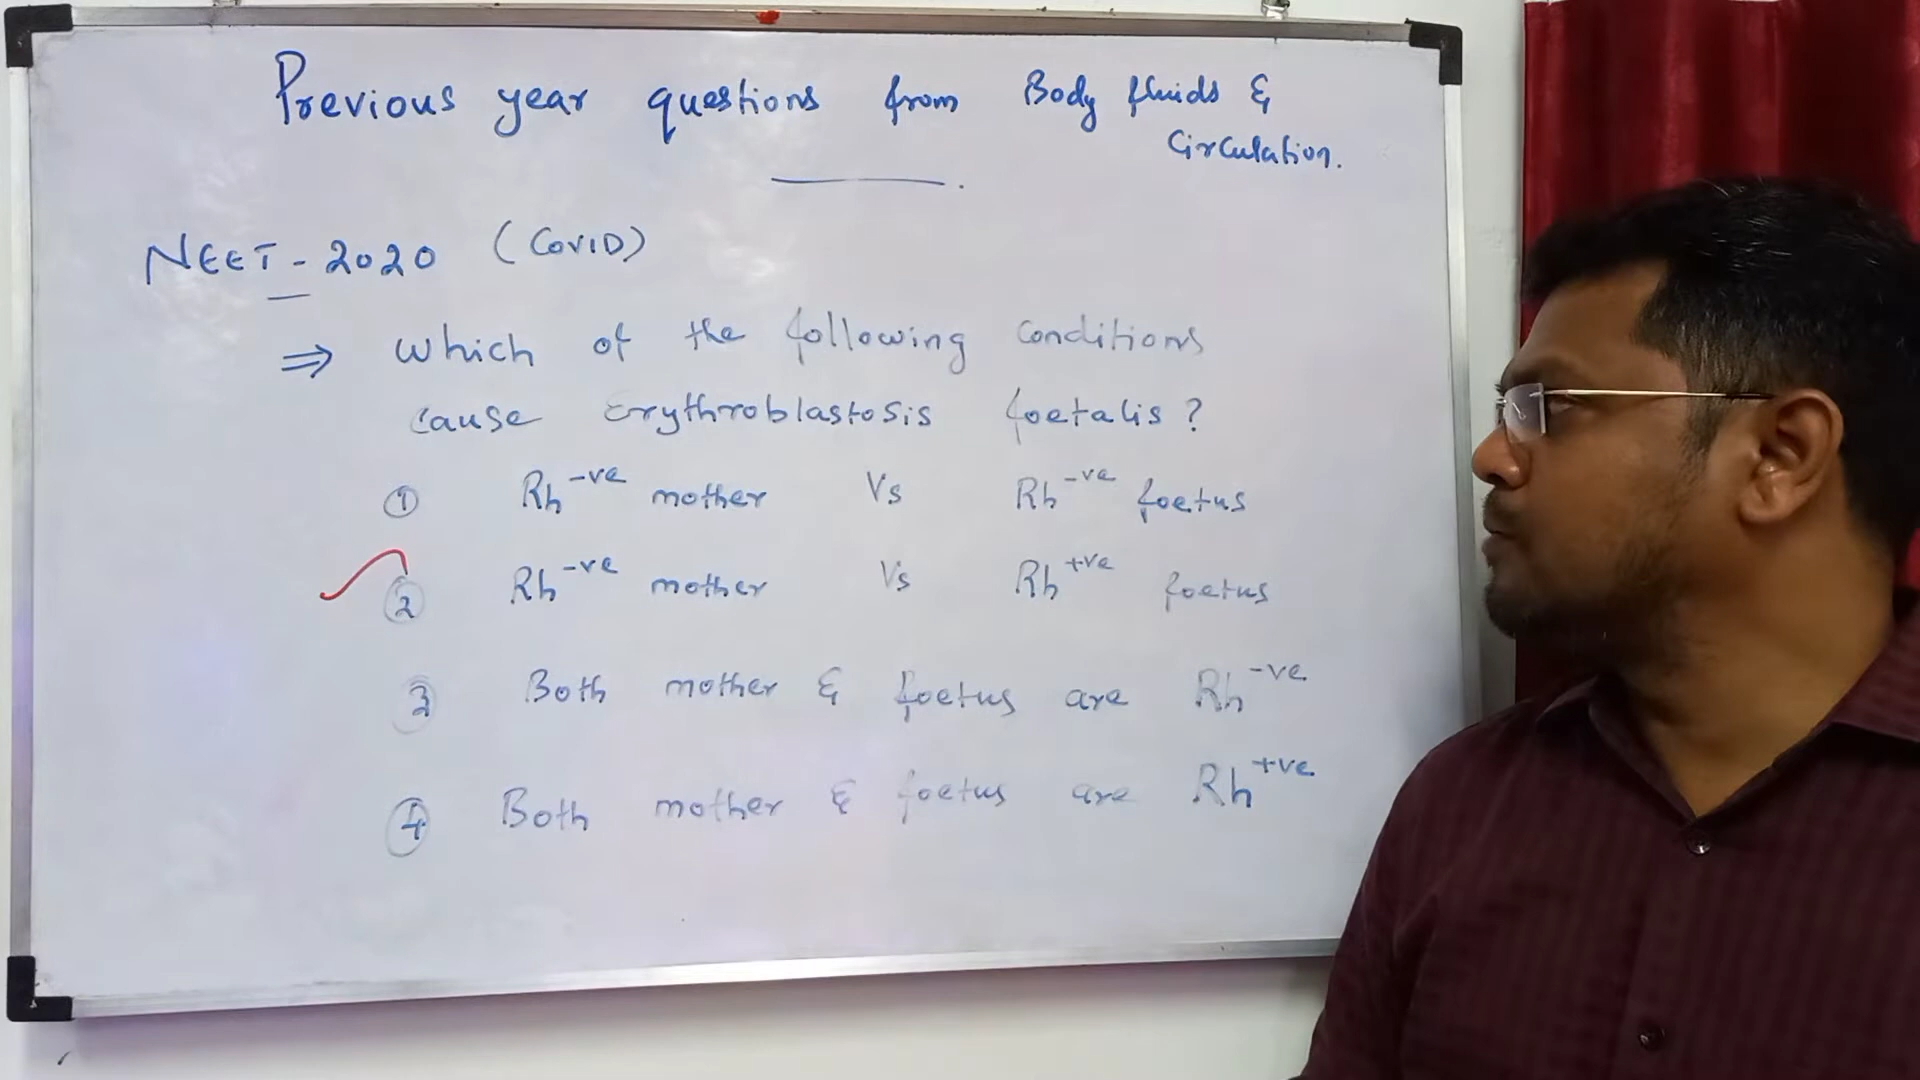 Previous year questions from Body fluids &
Circulation.
NEET - 2020 (COVID)
⇒ Which of the following conditions
cause Erythroblastosis foetalis?
① Rh-ve mother Vs Rh-ve foetus
② Rh-ve mother Vs Rh+ve foetus
③ Both mother & foetus are Rh-ve
④ Both mother & foetus are Rh+ve